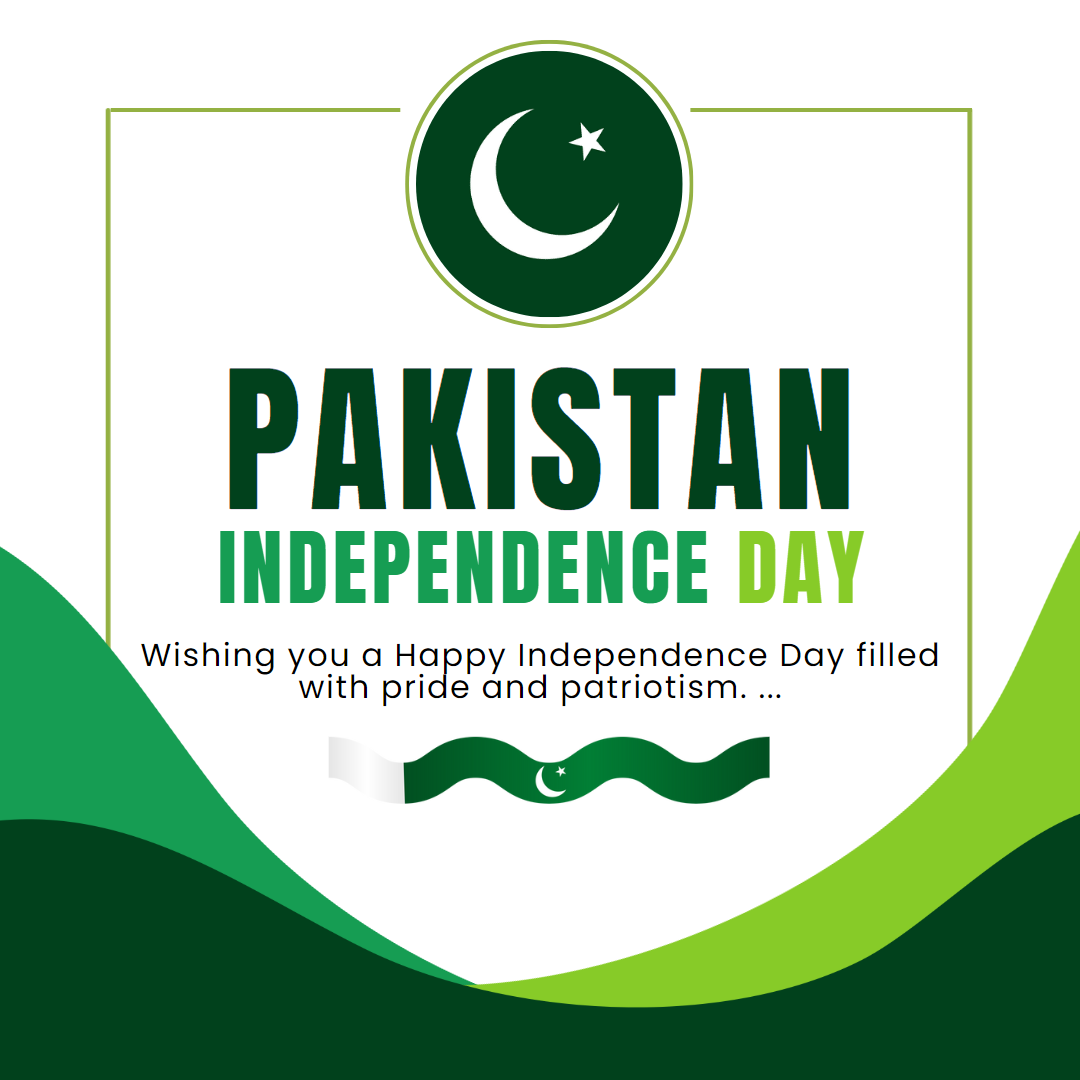 PAKISTAN
INDEPENDENCE DAY
Wishing you a Happy Independence Day filled
with pride and patriotism. ...